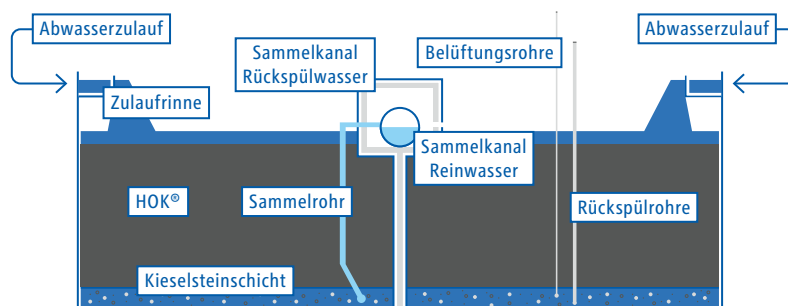 Abwasserzulauf
Sammelkanal
Rückspülwasser
Belüftungsrohre
Abwasserzulauf
Zulaufrinne
Sammelkanal
Reinwasser
HOK®
Sammelrohr
Rückspülrohre
Kieselsteinschicht